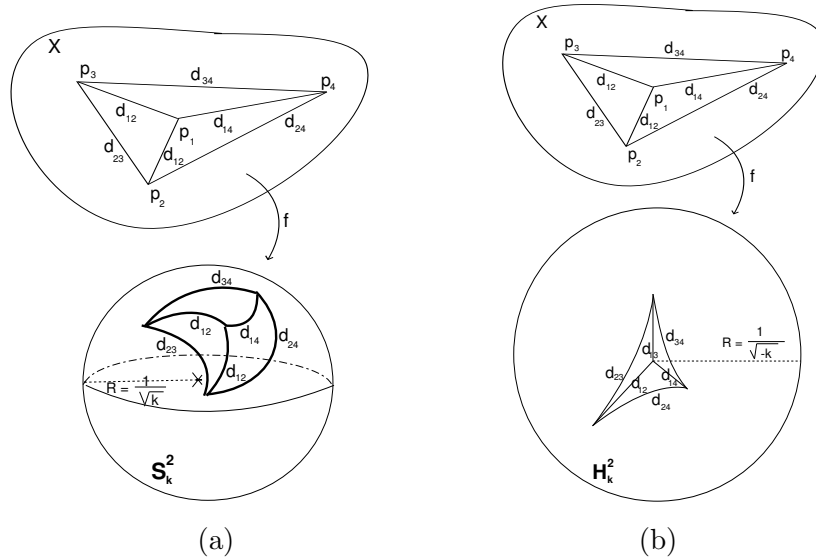 X
p3
d34
p4
d12
p1
d14
d23
d12
d24
p2
f
d34
d12
d14
d23
d24
d12
R = 1/√k
S²k
(a)
X
p3
d34
p4
d12
p1
d14
d23
d12
d24
p2
f
R = 1/√-k
d34
d13
d23
d12
d14
d24
H²k
(b)